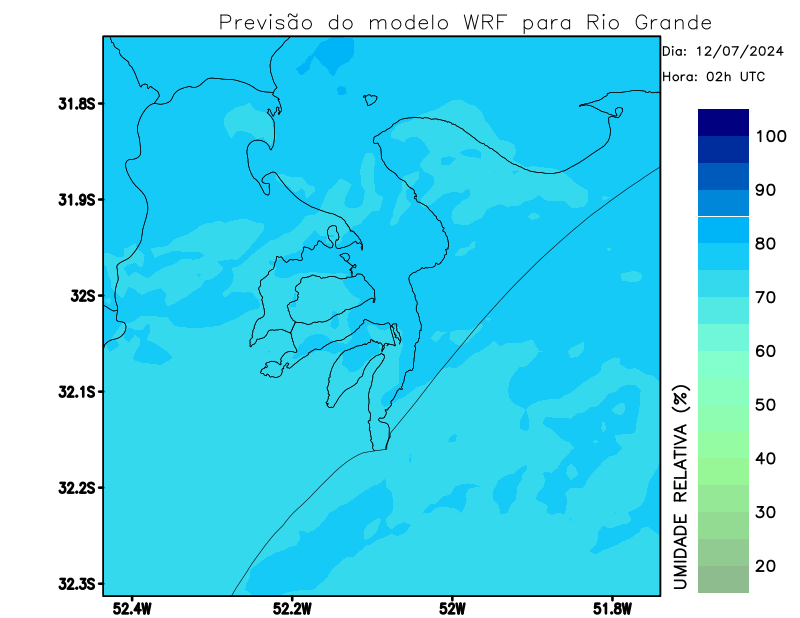 Previsão do modelo WRF para Rio Grande
Dia: 12/07/2024
Hora: 02h UTC
31.8S
31.9S
32S
32.1S
32.2S
32.3S
52.4W
52.2W
52W
51.8W
100
90
80
70
60
50
40
30
20
UMIDADE RELATIVA (%)